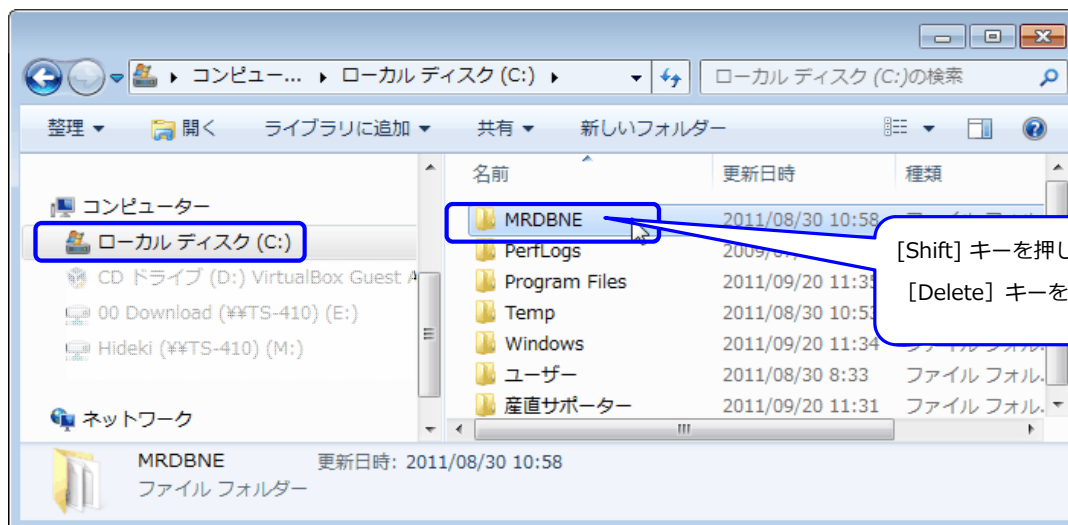 コンピュー... ローカル ディスク (C:) ローカル ディスク (C:)の検索
整理 開く ライブラリに追加 共有 新しいフォルダー
名前 更新日時 種類
コンピューター
ローカル ディスク (C:)
CD ドライブ (D:) VirtualBox Guest A
00 Download (¥¥TS-410) (E:)
Hideki (¥¥TS-410) (M:)
ネットワーク
MRDBNE 2011/08/30 10:58
PerfLogs
Program Files 2011/09/20 11:35
Temp 2011/08/30 10:53
Windows 2011/09/20 11:34 ファイル フォル.
ユーザー 2011/08/30 8:33 ファイル フォル.
産直サポーター 2011/09/20 11:31 ファイル フォル.
[Shift] キーを押し
［Delete］キーを
MRDBNE 更新日時: 2011/08/30 10:58
ファイル フォルダー